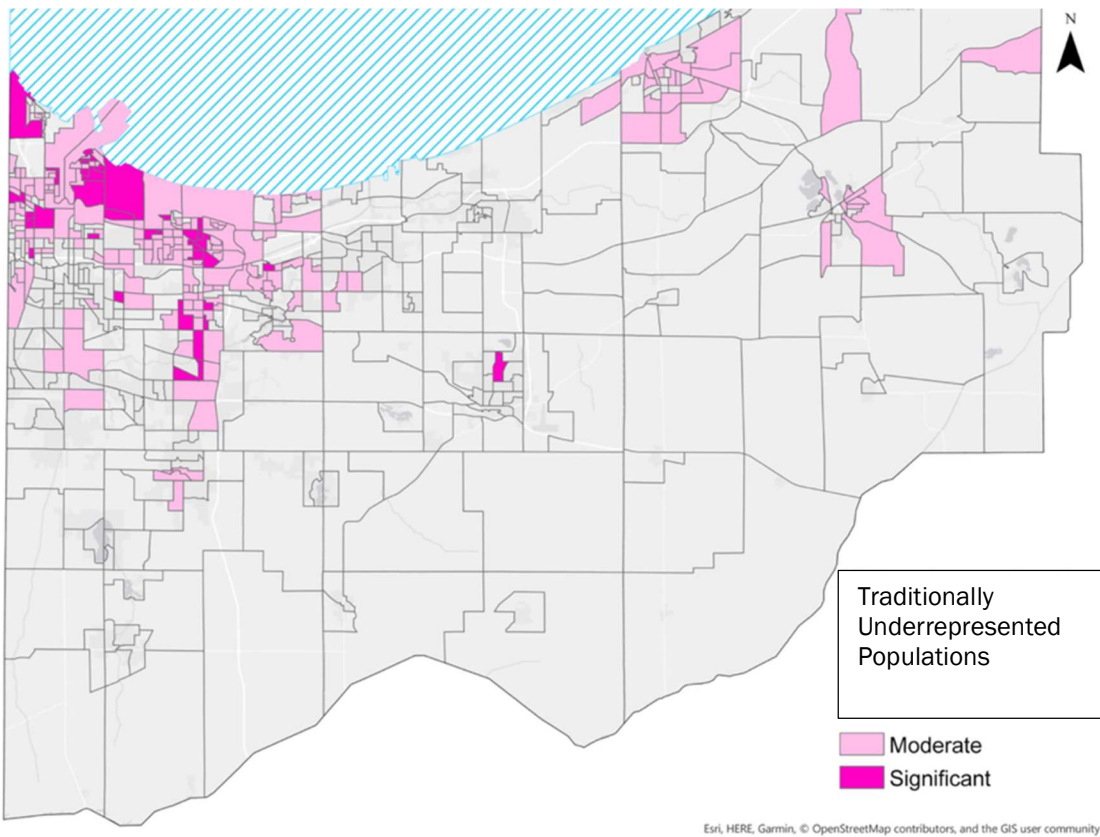 N
Traditionally
Underrepresented
Populations
Moderate
Significant
Esri, HERE, Garmin, © OpenStreetMap contributors, and the GIS user community